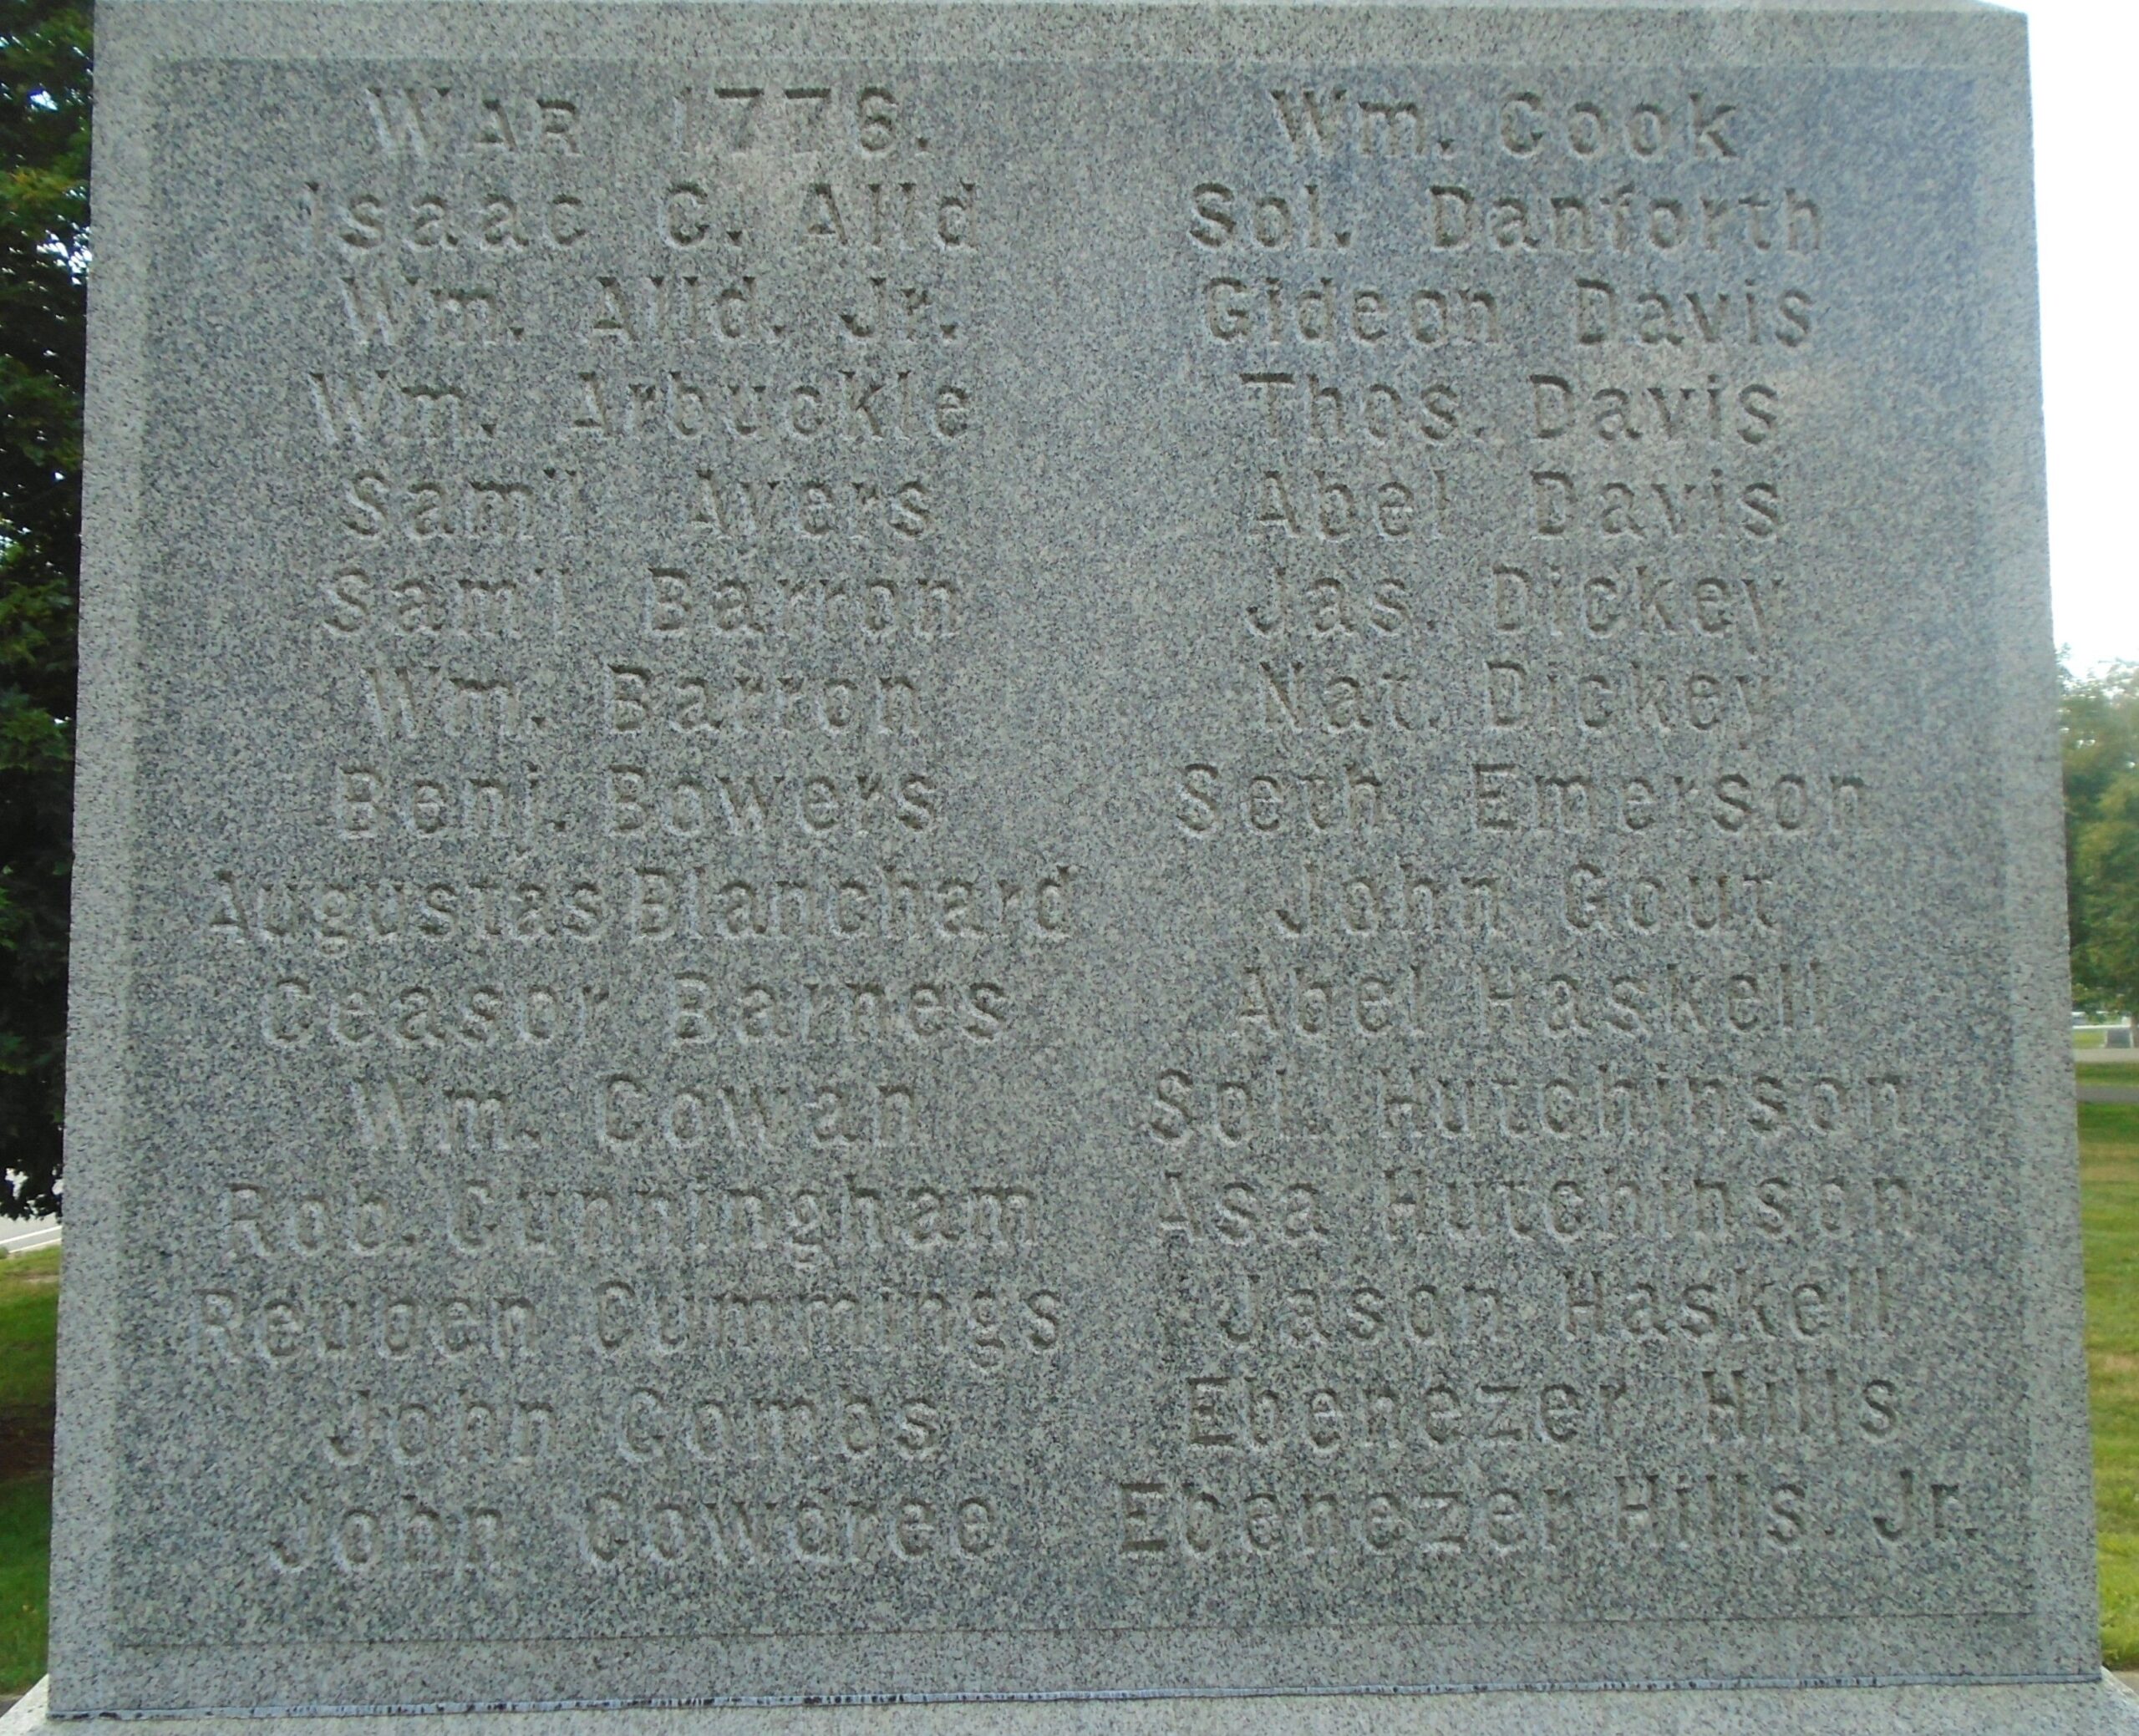 War 1776.
Isaac C. Alld
Wm. Alld. Jr.
Wm. Arbuckle
Sam'l Ayers
Sam'l Barron
Wm. Barron
Benj. Bowers
Augustas Blanchard
Ceasor Barnes
Wm. Cowan
Rob. Cunningham
Reuben Cummings
John Combs
John Cowdree
Wm. Cook
Sol. Danforth
Gideon Davis
Thos. Davis
Abel Davis
Jas. Dickey
Nat. Dickey
Seth Emerson
John Gout
Abel Haskell
Sol. Hutchinson
Asa Hutchinson
Jason Haskell
Ebenezer Hills
Ebenezer Hills. Jr.